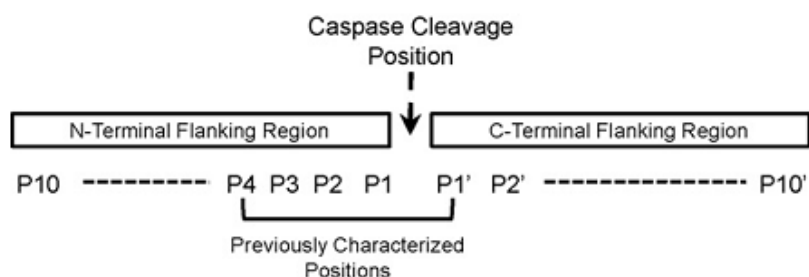 Caspase Cleavage
Position
N-Terminal Flanking Region C-Terminal Flanking Region
P10 P4 P3 P2 P1 P1' P2' P10'
Previously Characterized
Positions